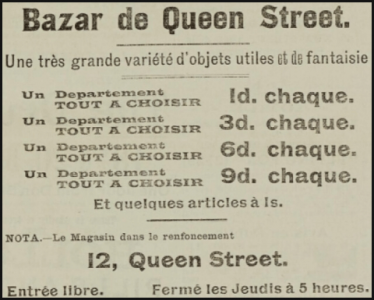 Bazar de Queen Street.
Une très grande variété d'objets utiles et de fantaisie
Un Departement TOUT A CHOISIR 1d. chaque.
Un Departement TOUT A CHOISIR 3d. chaque.
Un Departement TOUT A CHOISIR 6d. chaque.
Un Departement TOUT A CHOISIR 9d. chaque.
Et quelques articles à 1s.
NOTA.—Le Magasin dans le renfoncement
12, Queen Street.
Entrée libre. Fermé les Jeudis à 5 heures.